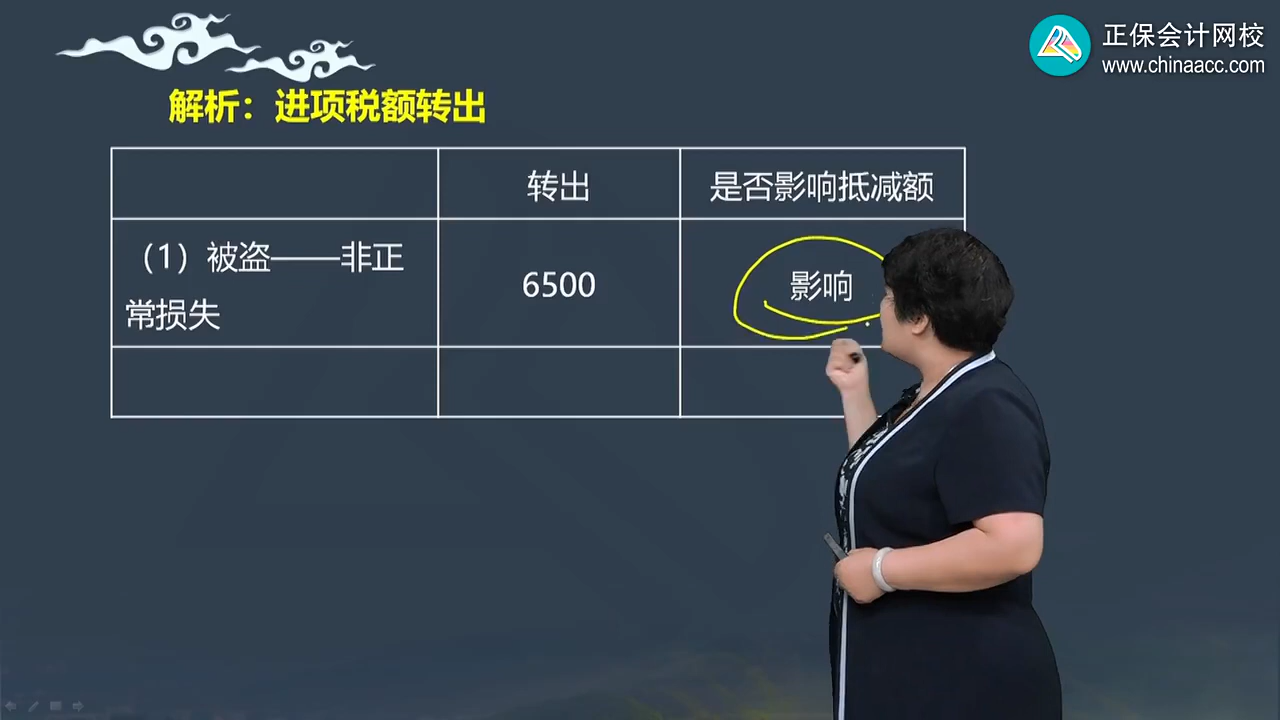 正保会计网校
www.chinaacc.com
解析：进项税额转出
转出
是否影响抵减额
（1）被盗——非正
常损失
6500
影响